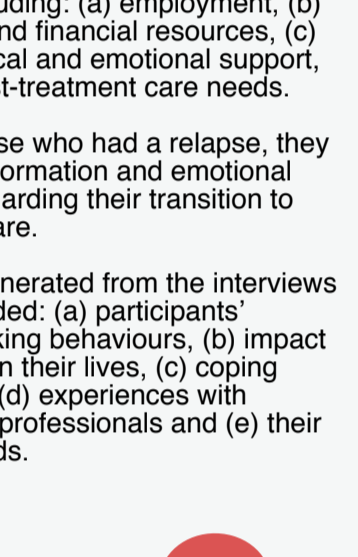 uding: (a) employment, (b)
nd financial resources, (c)
cal and emotional support,
t-treatment care needs.
se who had a relapse, they
ormation and emotional
arding their transition to
are.
nerated from the interviews
ded: (a) participants’
king behaviours, (b) impact
n their lives, (c) coping
(d) experiences with
professionals and (e) their
ds.